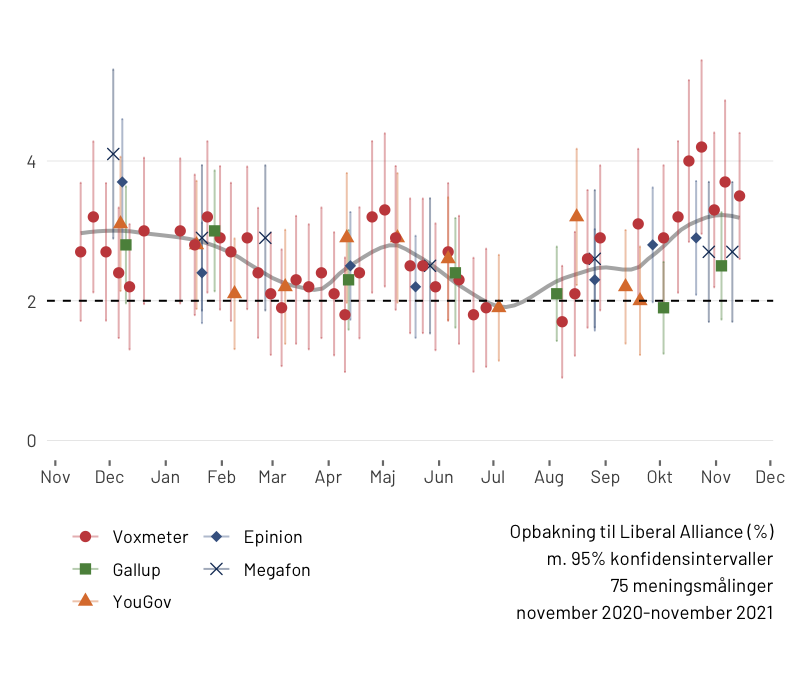 4
2
0
Nov Dec Jan Feb Mar Apr Maj Jun Jul Aug Sep Okt Nov Dec
Voxmeter Epinion
Gallup Megafon
YouGov
Opbakning til Liberal Alliance (%)
m. 95% konfidensintervaller
75 meningsmålinger
november 2020-november 2021